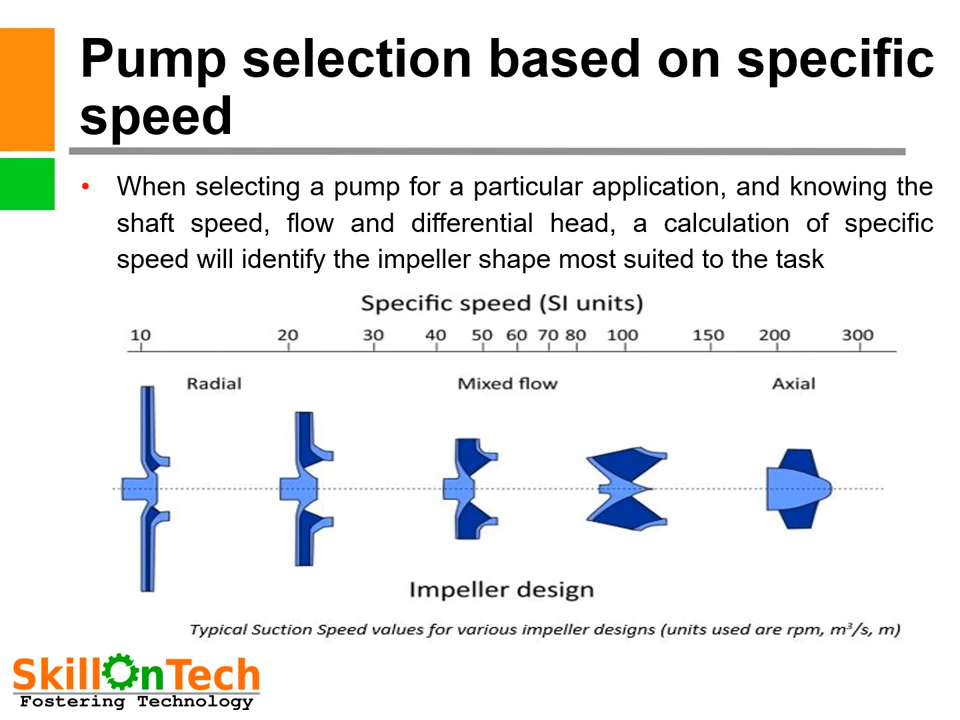 Pump selection based on specific
speed
• When selecting a pump for a particular application, and knowing the
shaft speed, flow and differential head, a calculation of specific
speed will identify the impeller shape most suited to the task
Specific speed (SI units)
10 20 30 40 50 60 70 80 100 150 200 300
Radial Mixed flow Axial
Impeller design
Typical Suction Speed values for various impeller designs (units used are rpm, m³/s, m)
SkillOnTech
Fostering Technology